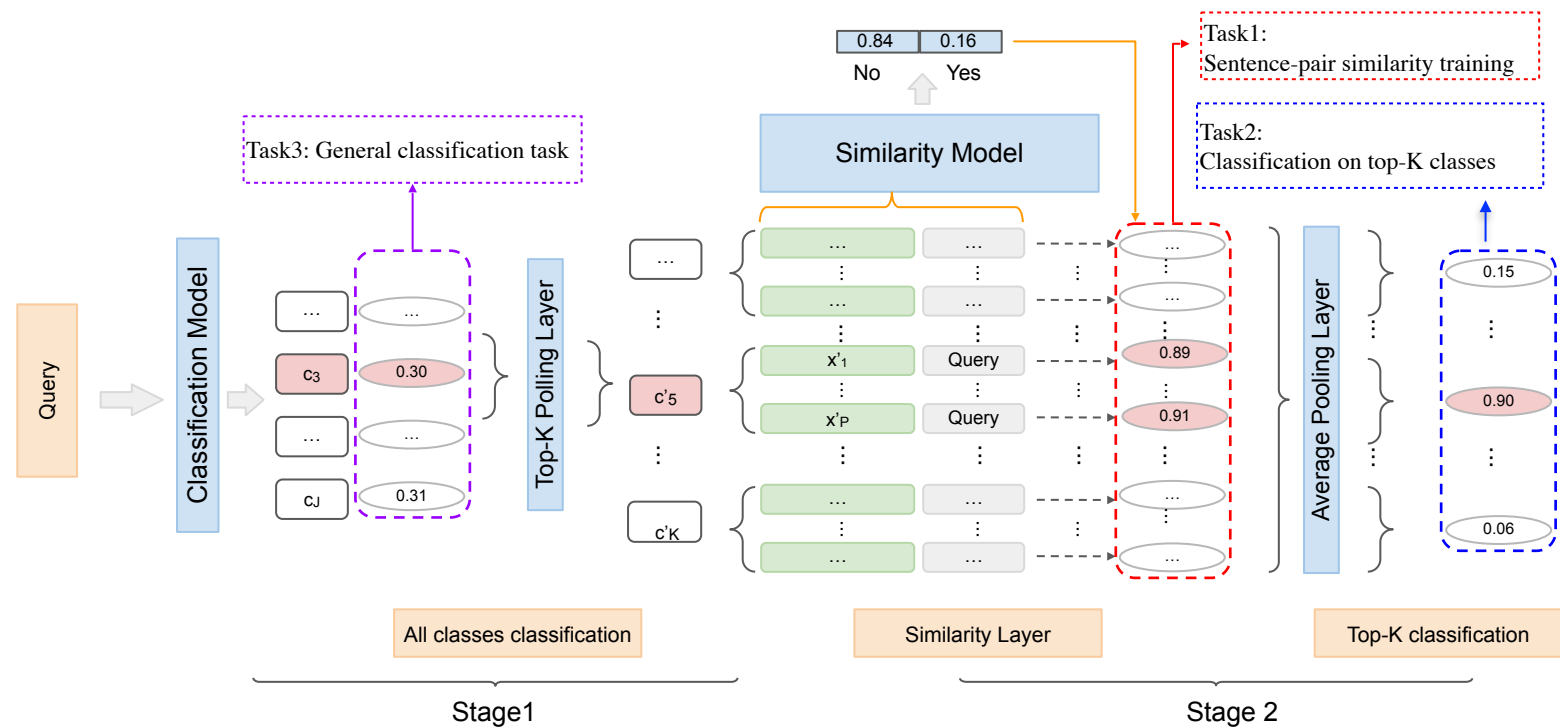 0.84 0.16
No Yes
Task1:
Sentence-pair similarity training
Task2:
Classification on top-K classes
Task3: General classification task
Similarity Model
Query
Classification Model
...
c3
...
cJ
...
0.30
...
0.31
Top-K Polling Layer
...
⋮
c'5
⋮
c'K
... ... ...
⋮ ⋮ ⋮ ⋮
... ... ...
⋮ ⋮ ⋮ ⋮
x'1 Query 0.89
⋮ ⋮ ⋮ ⋮
x'P Query 0.91
⋮ ⋮ ⋮ ⋮
... ... ...
⋮ ⋮ ⋮ ⋮
... ... ...
Average Pooling Layer
0.15
⋮ ⋮
0.90
⋮ ⋮
0.06
All classes classification
Similarity Layer
Top-K classification
Stage1
Stage 2